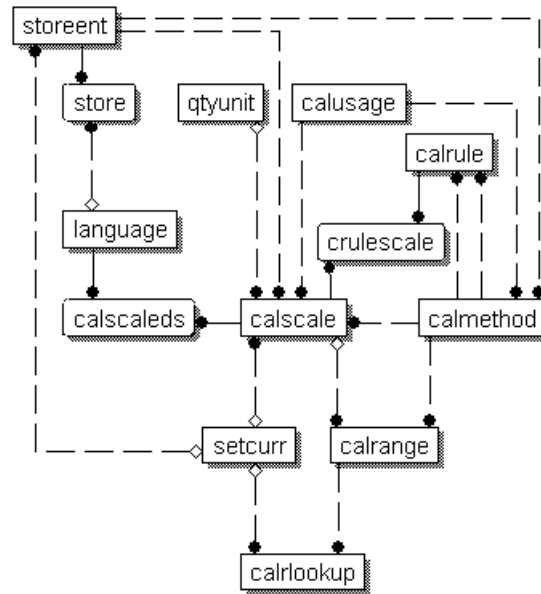 storeent
store
qtyunit
calusage
calrule
language
crulescale
calscaleds
calscale
calmethod
setcurr
calrange
calrlookup